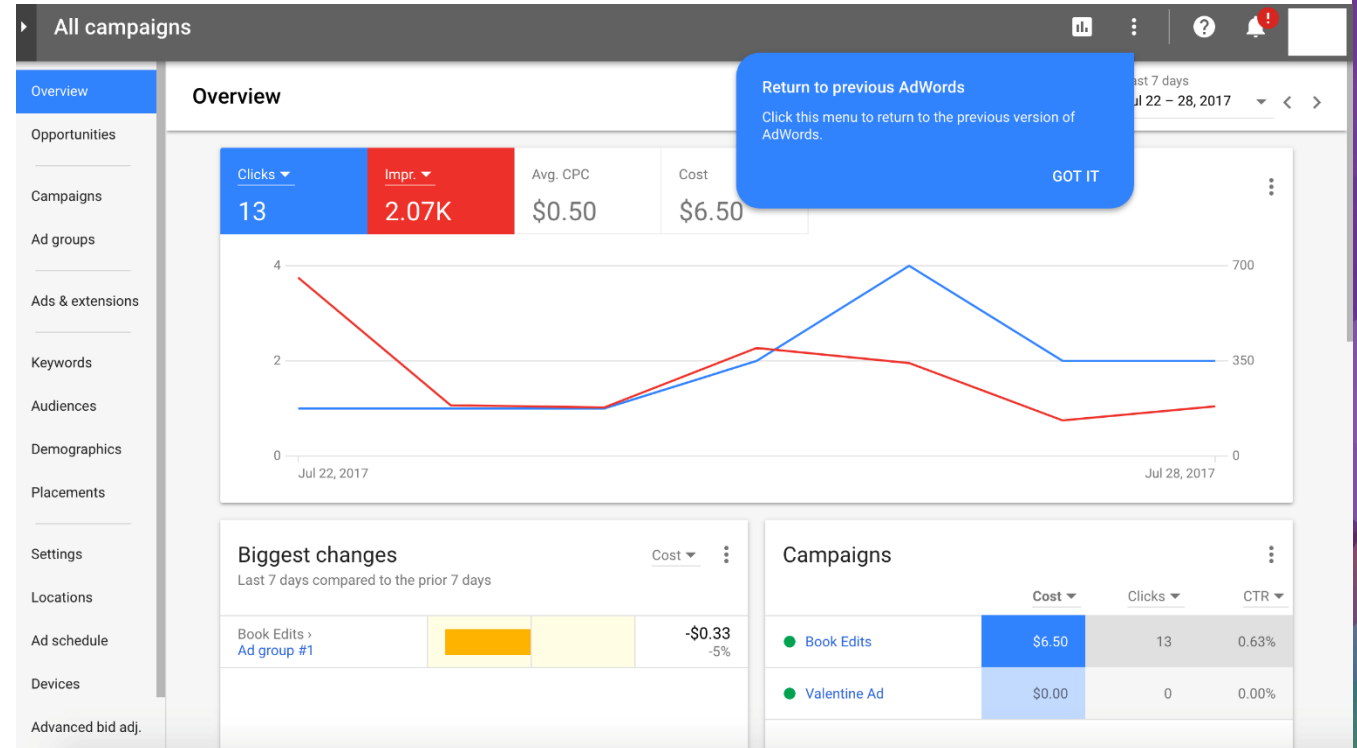 All campaigns
!
Overview
Opportunities
Campaigns
Ad groups
Ads & extensions
Keywords
Audiences
Demographics
Placements
Settings
Locations
Ad schedule
Devices
Advanced bid adj.
Overview
Return to previous AdWords
Click this menu to return to the previous version of
AdWords.
GOT IT
7 days
22 – 28, 2017
Clicks
13
Impr.
2.07K
Avg. CPC
$0.50
Cost
$6.50
4
2
0
700
350
0
Jul 22, 2017
Jul 28, 2017
Biggest changes
Last 7 days compared to the prior 7 days
Cost
Book Edits ›
Ad group #1
-$0.33
-5%
Campaigns
Cost Clicks CTR
Book Edits $6.50 13 0.63%
Valentine Ad $0.00 0 0.00%